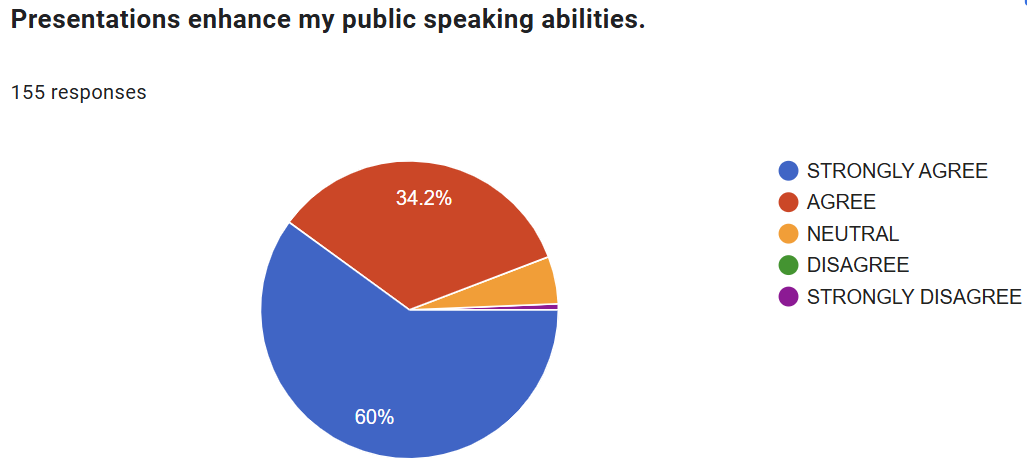 Presentations enhance my public speaking abilities.
155 responses
34.2%
60%
STRONGLY AGREE
AGREE
NEUTRAL
DISAGREE
STRONGLY DISAGREE